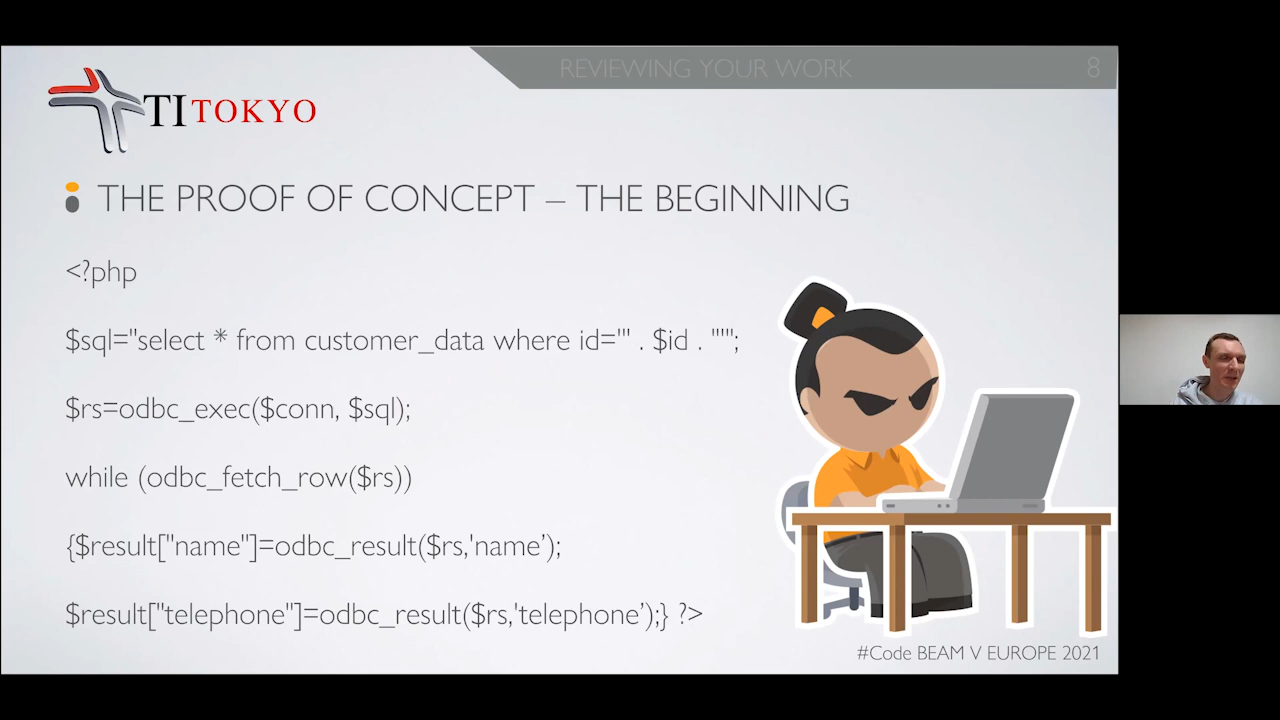 REVIEWING YOUR WORK 8
TI TOKYO
THE PROOF OF CONCEPT – THE BEGINNING
<?php
$sql="select * from customer_data where id='" . $id . "'";
$rs=odbc_exec($conn, $sql);
while (odbc_fetch_row($rs))
{$result["name"]=odbc_result($rs,'name’);
$result["telephone"]=odbc_result($rs,'telephone’);} ?>
#Code BEAM V EUROPE 2021